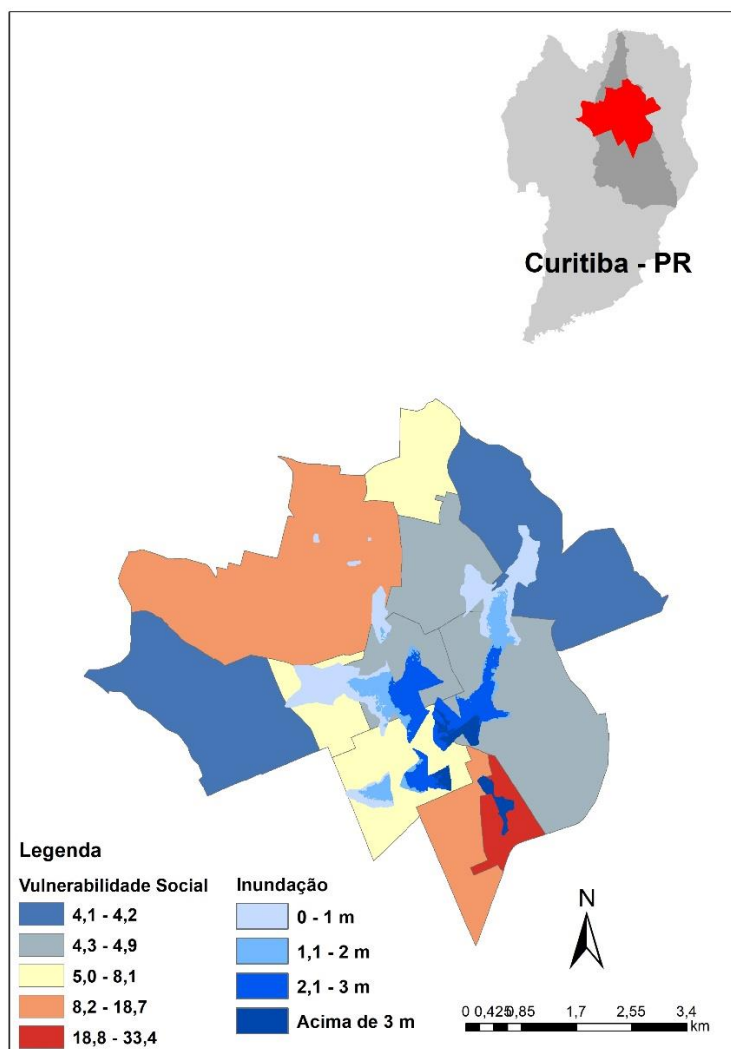 Curitiba - PR
Legenda
Vulnerabilidade Social
4,1 - 4,2
4,3 - 4,9
5,0 - 8,1
8,2 - 18,7
18,8 - 33,4
Inundação
0 - 1 m
1,1 - 2 m
2,1 - 3 m
Acima de 3 m
N
0 0,425 0,85 1,7 2,55 3,4
km